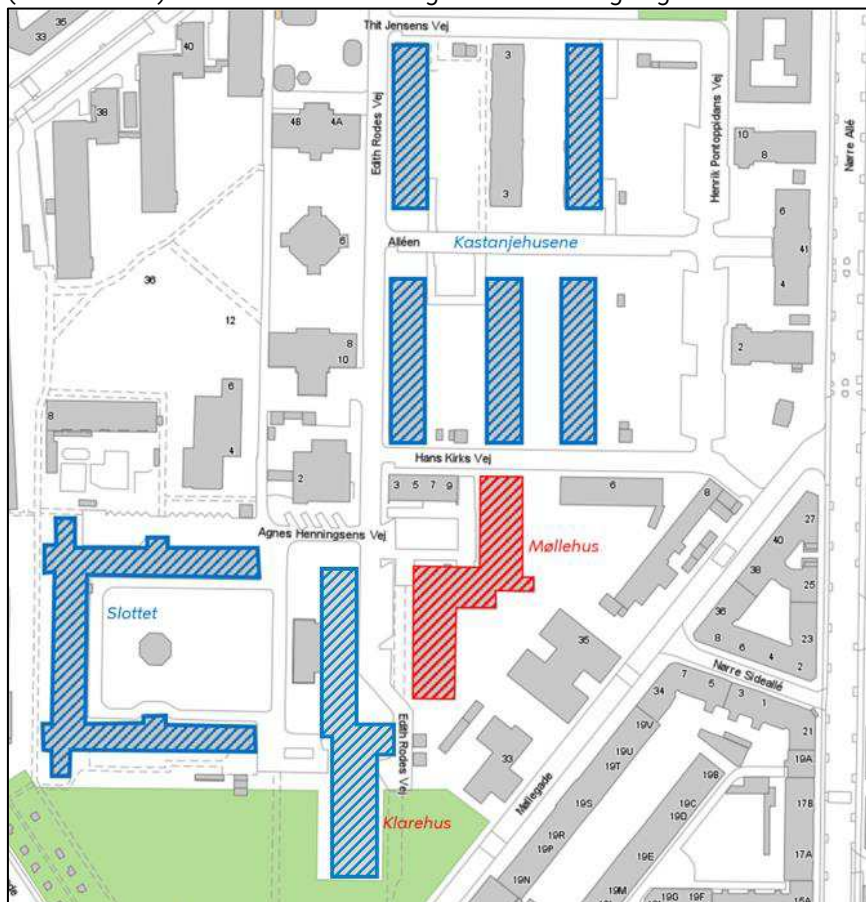 Thit Jensens Vej
35
33
40
38
4B
4A
3
3
Edith Rodes Vej
Henrik Pontoppidans Vej
Nørre Allé
10
8
6
41
4
6
Alléen
Kastanjehusene
36
12
8
10
2
6
4
8
2
Hans Kirks Vej
3 5 7 9
6
8
27
40
38
25
36
8
6
4
2
23
Agnes Henningsens Vej
Møllehus
Slottet
35
Nørre Sideallé
34
7
5
3
1
21
19V
19A
19U
19T
33
Edith Rodes Vej
Møllegade
19B
17B
19S
19C
19D
19R
19P
Klarehus
19E
17A
19N
19M
19G
19F
15A